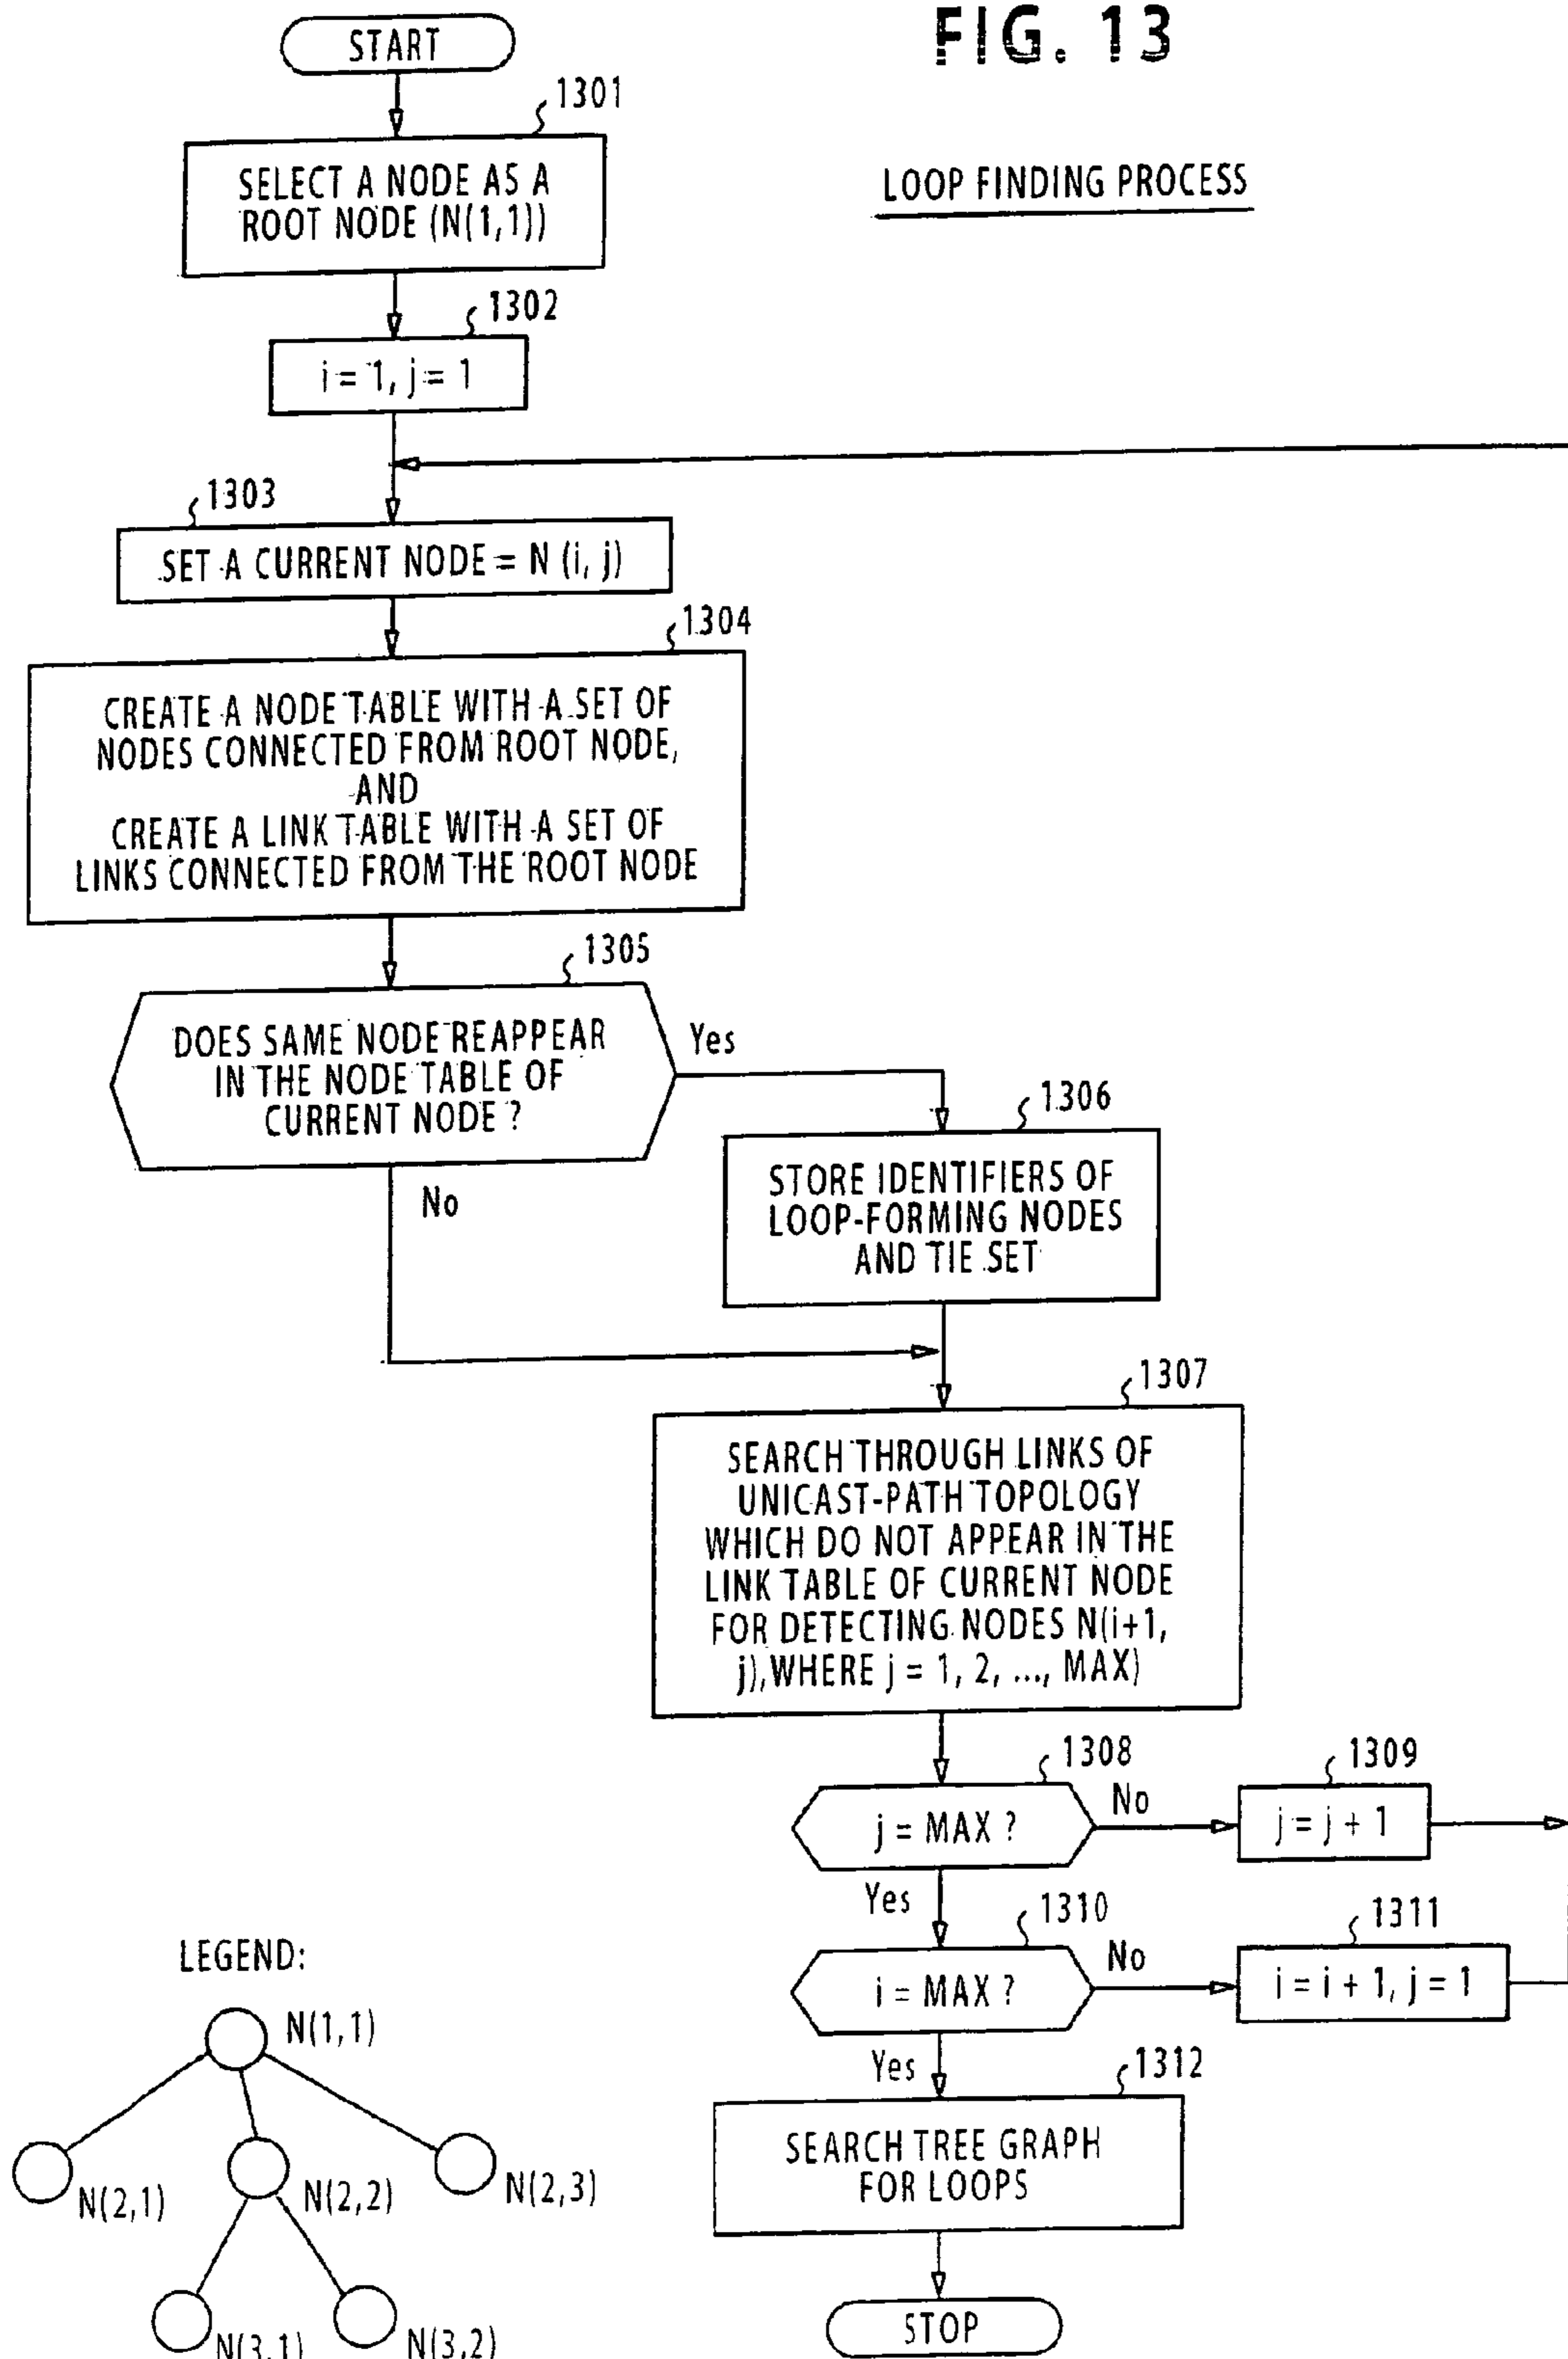 FIG. 13
LOOP FINDING PROCESS
START
1301
SELECT A NODE AS A
ROOT NODE (N(1,1))
1302
i = 1, j = 1
1303
SET A CURRENT NODE = N (i, j)
1304
CREATE A NODE TABLE WITH A SET OF
NODES CONNECTED FROM ROOT NODE,
AND
CREATE A LINK TABLE WITH A SET OF
LINKS CONNECTED FROM THE ROOT NODE
1305
DOES SAME NODE REAPPEAR
IN THE NODE TABLE OF
CURRENT NODE ?
Yes
No
1306
STORE IDENTIFIERS OF
LOOP-FORMING NODES
AND TIE SET
1307
SEARCH THROUGH LINKS OF
UNICAST-PATH TOPOLOGY
WHICH DO NOT APPEAR IN THE
LINK TABLE OF CURRENT NODE
FOR DETECTING NODES N(i+1,
j), WHERE j = 1, 2, ..., MAX)
1308
j = MAX ?
No
1309
j = j + 1
Yes
1310
i = MAX ?
No
1311
i = i + 1, j = 1
Yes
1312
SEARCH TREE GRAPH
FOR LOOPS
STOP
LEGEND:
N(1,1)
N(2,1)
N(2,2)
N(2,3)
N(3,1)
N(3,2)